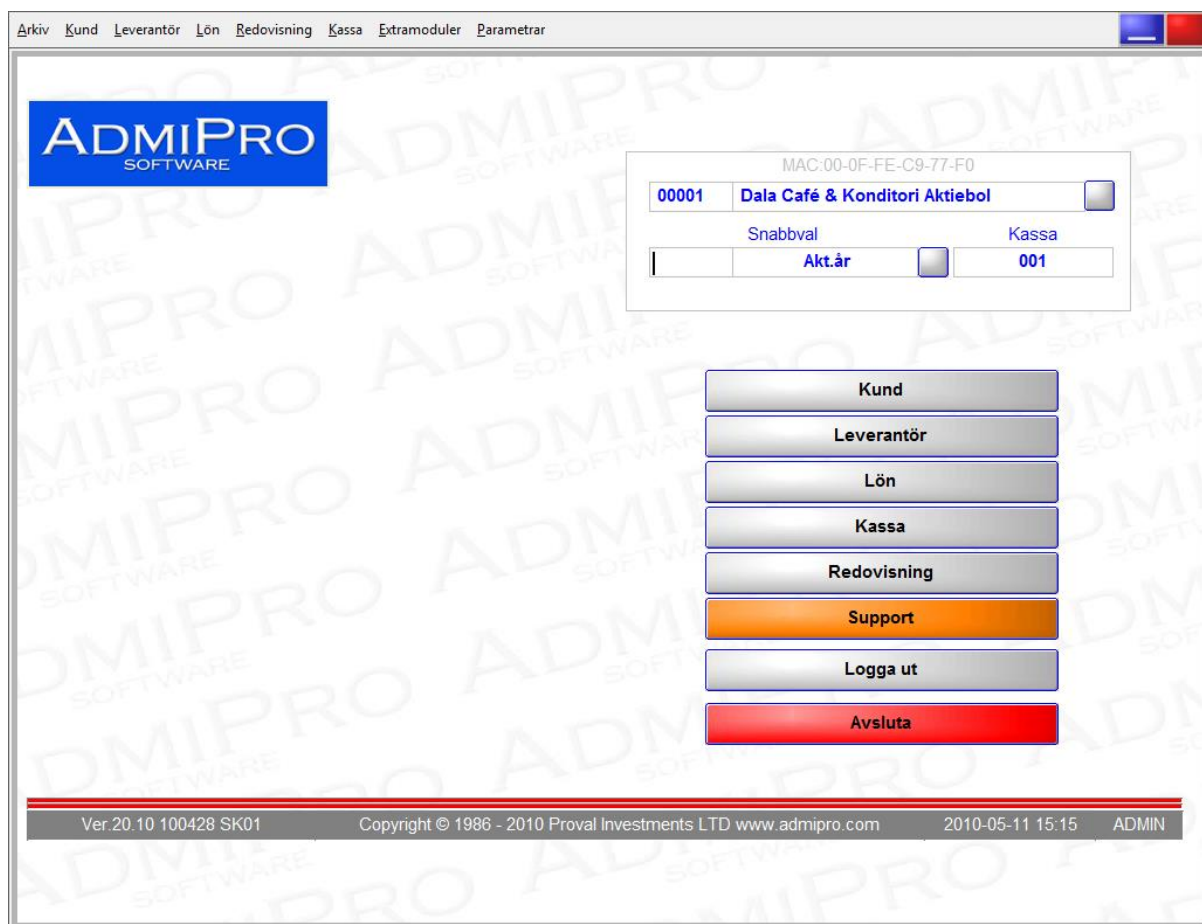 Arkiv Kund Leverantör Lön Redovisning Kassa Extramoduler Parametrar
ADMIPRO
SOFTWARE
MAC:00-0F-FE-C9-77-F0
00001 Dala Café & Konditori Aktiebol
Snabbval Kassa
Akt.år 001
Kund
Leverantör
Lön
Kassa
Redovisning
Support
Logga ut
Avsluta
Ver.20.10 100428 SK01 Copyright © 1986 - 2010 Proval Investments LTD www.admipro.com 2010-05-11 15:15 ADMIN